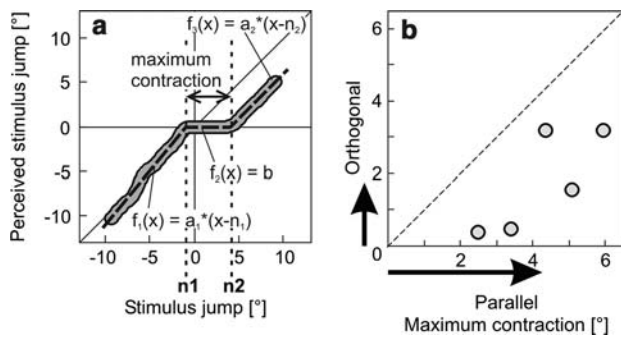 a
f₃(x) = a₂*(x-n₂)
maximum
contraction
10
5
0
-5
-10
f₂(x) = b
f₁(x) = a₁*(x-n₁)
-10
-5
0
5
10
n1
n2
Stimulus jump [°]
Perceived stimulus jump [°]
b
6
4
2
0
2
4
6
Orthogonal
Parallel
Maximum contraction [°]